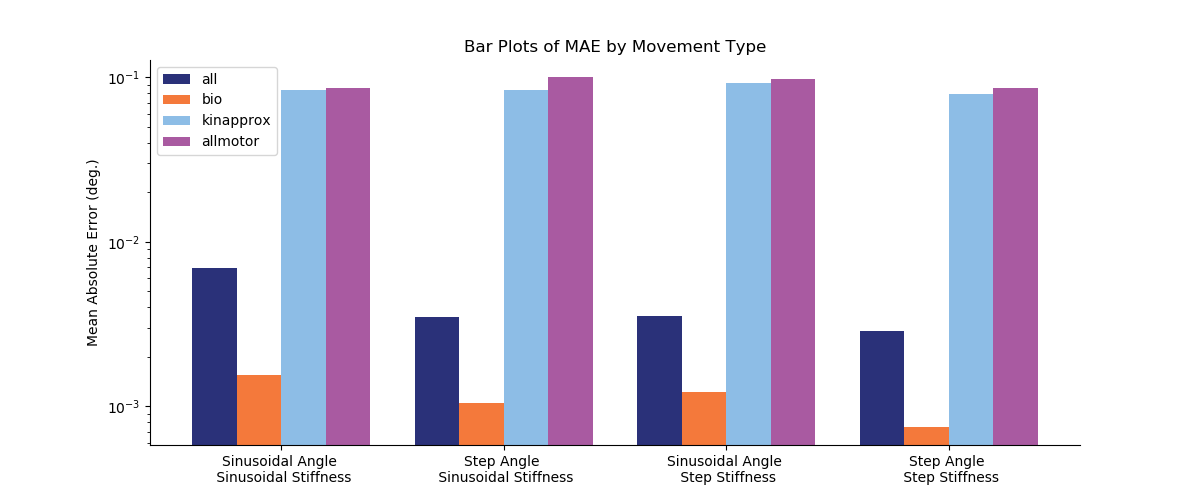 Bar Plots of MAE by Movement Type
Mean Absolute Error (deg.)
10⁻¹
10⁻²
10⁻³
all
bio
kinapprox
allmotor
Sinusoidal Angle
Sinusoidal Stiffness
Step Angle
Sinusoidal Stiffness
Sinusoidal Angle
Step Stiffness
Step Angle
Step Stiffness